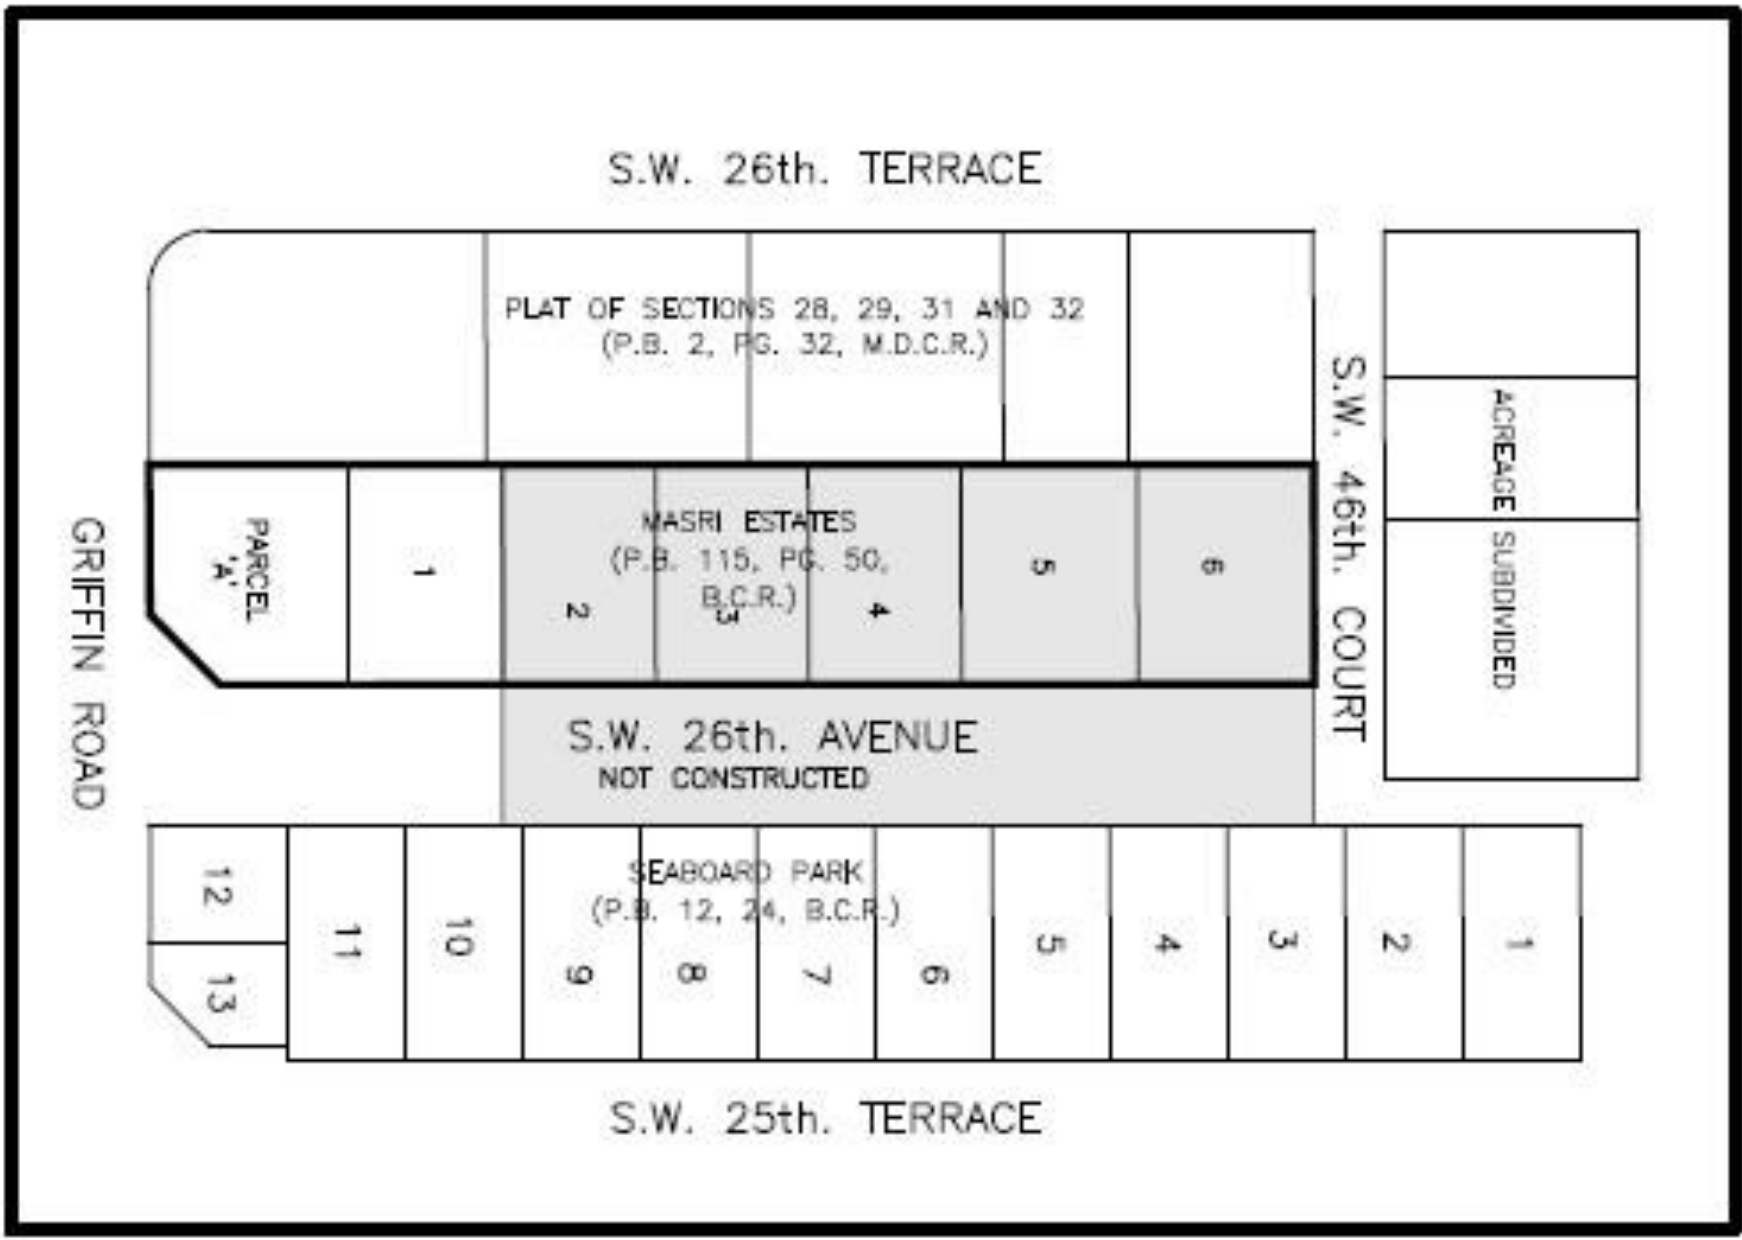 S.W. 26th. TERRACE
PLAT OF SECTIONS 28, 29, 31 AND 32
(P.B. 2, PG. 32, M.D.C.R.)
S.W. 46th. COURT
ACREAGE SUBDIVIDED
GRIFFIN ROAD
PARCEL
'A'
1
MASRI ESTATES
(P.B. 115, PG. 50,
B.C.R.)
2
3
4
5
6
S.W. 26th. AVENUE
NOT CONSTRUCTED
SEABOARD PARK
(P.B. 12, 24, B.C.R.)
12
13
11
10
9
8
7
6
5
4
3
2
1
S.W. 25th. TERRACE